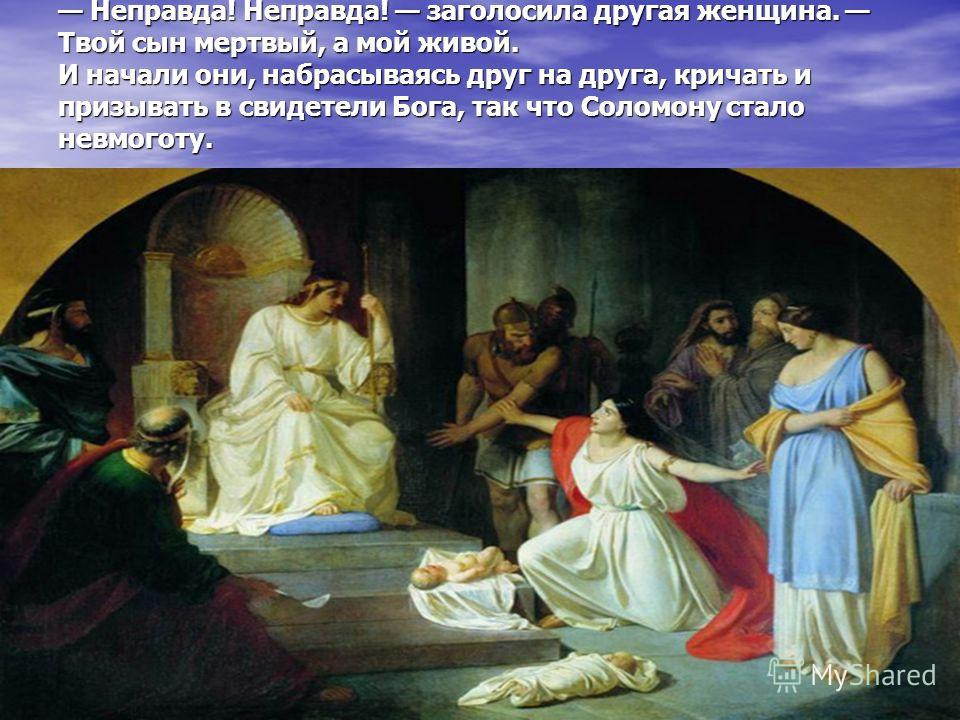 — Неправда! Неправда! — заголосила другая женщина. —
Твой сын мертвый, а мой живой.
И начали они, набрасываясь друг на друга, кричать и
призывать в свидетели Бога, так что Соломону стало
невмоготу.
MyShared